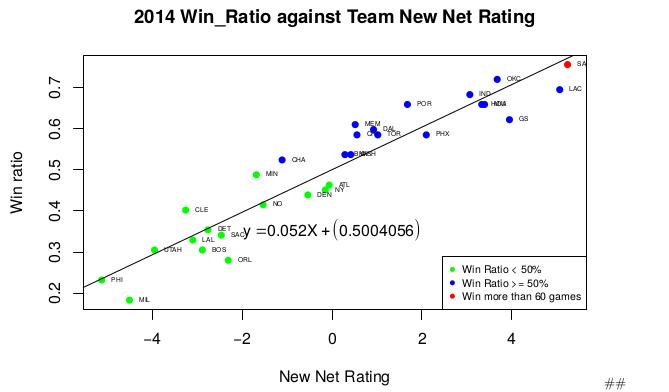 2014 Win_Ratio against Team New Net Rating
Win ratio
0.7
0.6
0.5
0.4
0.3
0.2
SA
OKC
LAC
IND
POR
GS
MEM
DAL
TOR
PHX
CHA
MIN
ATL
NY
DEN
NO
CLE
DET
SAC
LAL
UTAH
BOS
ORL
PHI
MIL
y =0.052X + (0.5004056)
Win Ratio < 50%
Win Ratio >= 50%
Win more than 60 games
−4 −2 0 2 4
New Net Rating
##